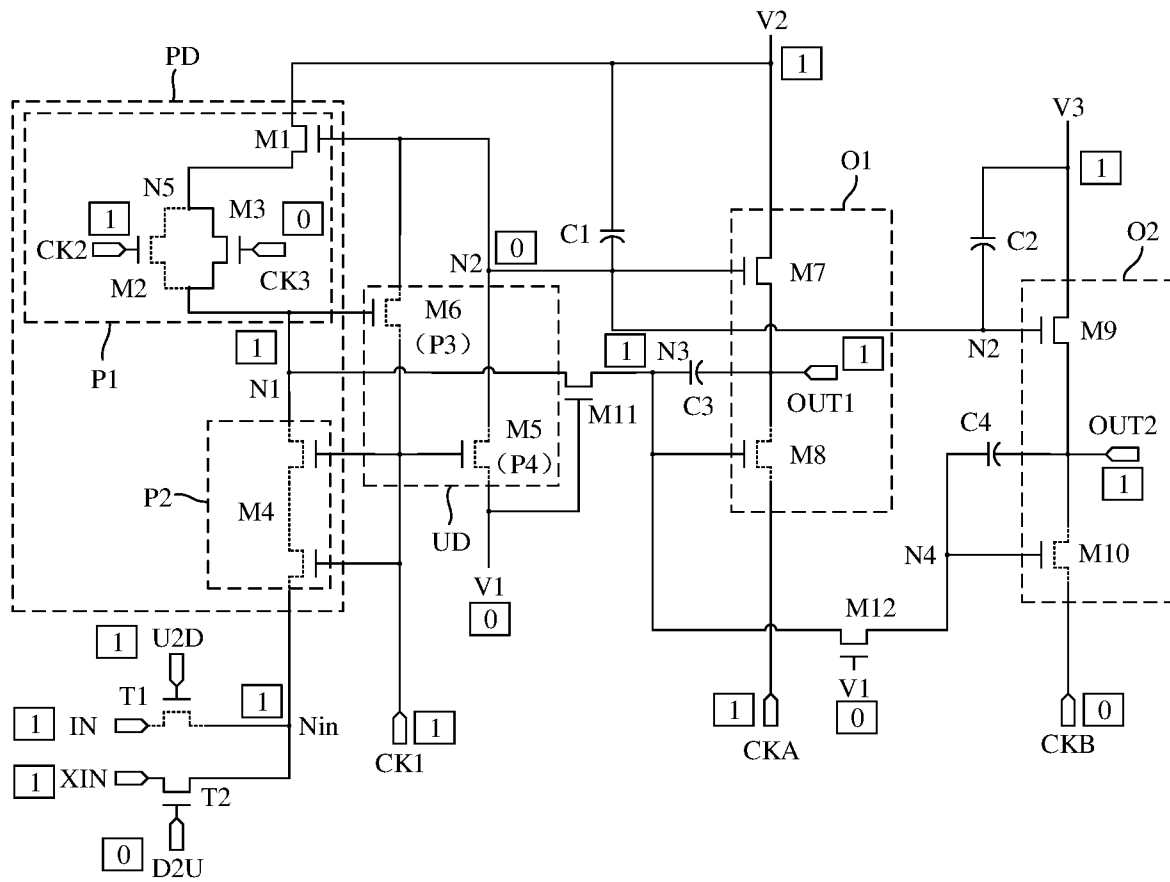 V2
PD
1
V3
M1
O1
1
N5
M3
1
0
C1
O2
CK2
0
C2
M2
CK3
N2
M7
M6
(P3)
M9
1
1
N3
1
N2
P1
N1
C3
OUT1
M11
C4
OUT2
M5
(P4)
M8
1
P2
M4
UD
N4
M10
V1
M12
0
1
U2D
T1
1
V1
1
IN
Nin
1
1
0
0
CK1
CKA
CKB
1
XIN
T2
0
D2U